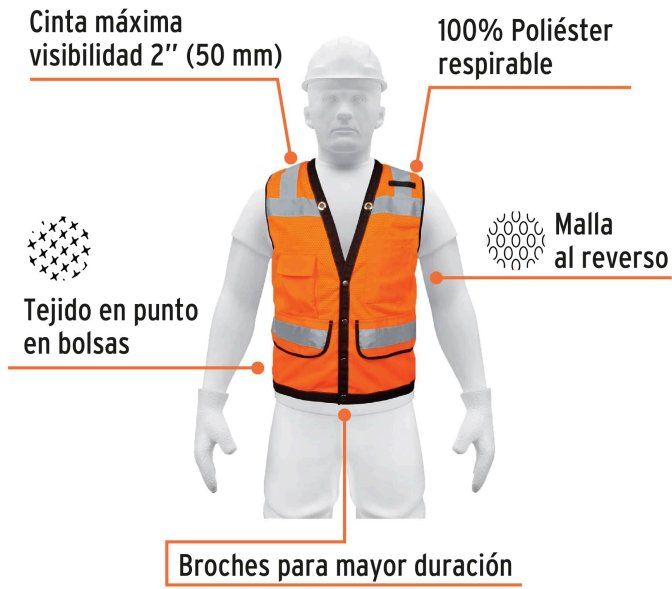 Cinta máxima
visibilidad 2" (50 mm)
100% Poliéster
respirable
Malla
al reverso
Tejido en punto
en bolsas
Broches para mayor duración